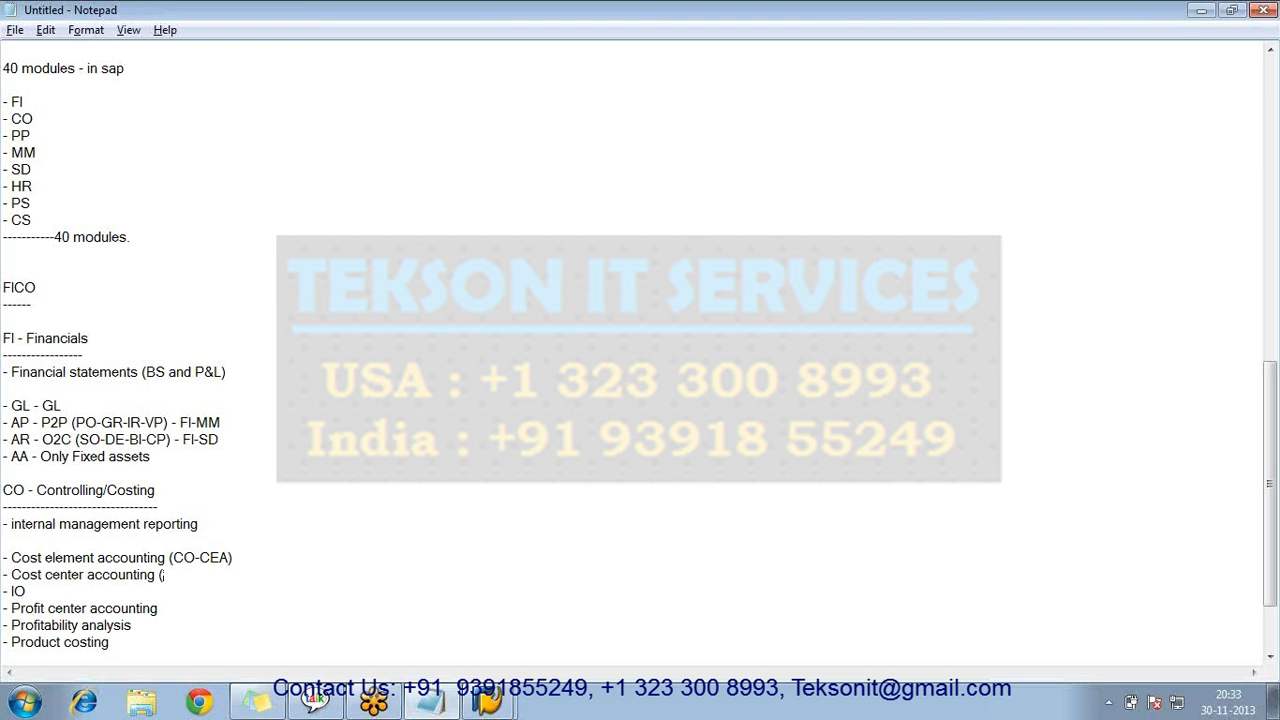 Untitled - Notepad
File Edit Format View Help
40 modules - in sap
- FI
- CO
- PP
- MM
- SD
- HR
- PS
- CS
-----------40 modules.
FICO
------
FI - Financials
-----------------
- Financial statements (BS and P&L)
- GL - GL
- AP - P2P (PO-GR-IR-VP) - FI-MM
- AR - O2C (SO-DE-BI-CP) - FI-SD
- AA - Only Fixed assets
CO - Controlling/Costing
---------------------------------
- internal management reporting
- Cost element accounting (CO-CEA)
- Cost center accounting (
- IO
- Profit center accounting
- Profitability analysis
- Product costing
TEKSON IT SERVICES
USA : +1 323 300 8993
India : +91 93918 55249
talk
Contact Us: +91 9391855249, +1 323 300 8993, Teksonit@gmail.com
20:33
30-11-2013